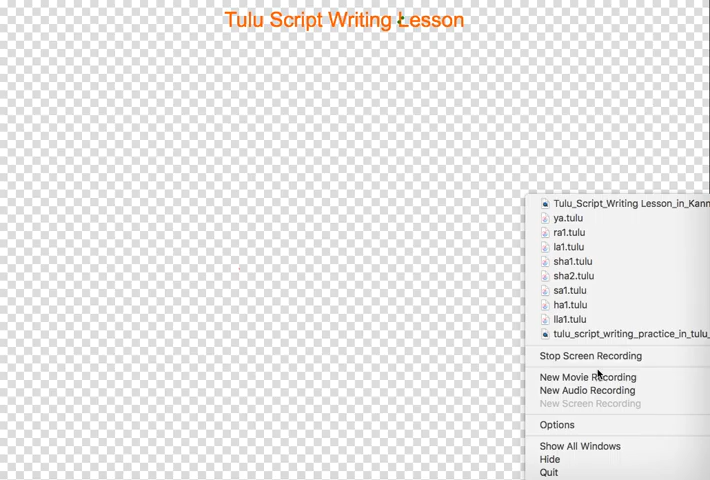 Tulu Script Writing Lesson
Tulu_Script_Writing Lesson_in_Kann
ya.tulu
ra1.tulu
la1.tulu
sha1.tulu
sha2.tulu
sa1.tulu
ha1.tulu
lla1.tulu
tulu_script_writing_practice_in_tulu_
Stop Screen Recording
New Movie Recording
New Audio Recording
New Screen Recording
Options
Show All Windows
Hide
Quit